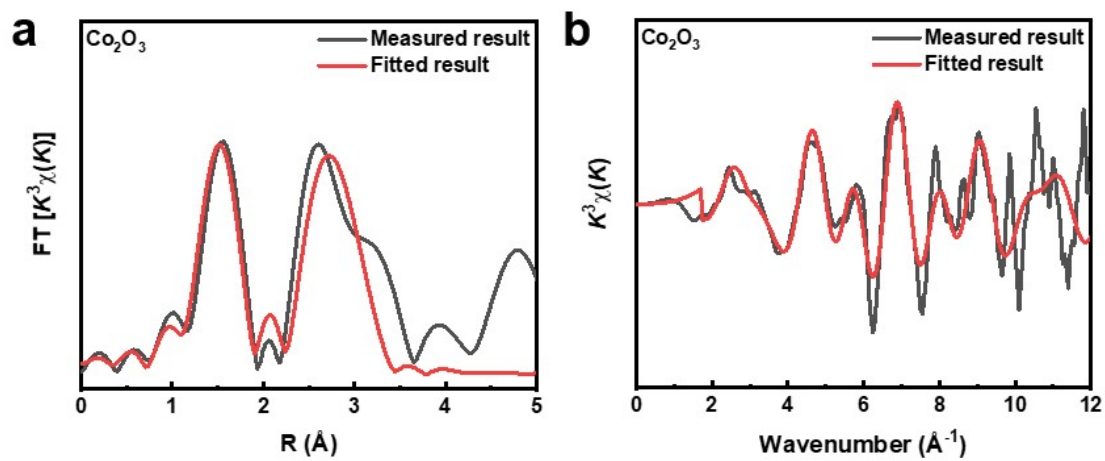 a
Co₂O₃
Measured result
Fitted result
FT [K³χ(K)]
0 1 2 3 4 5
R (Å)
b
Co₂O₃
Measured result
Fitted result
K³χ(K)
0 2 4 6 8 10 12
Wavenumber (Å⁻¹)